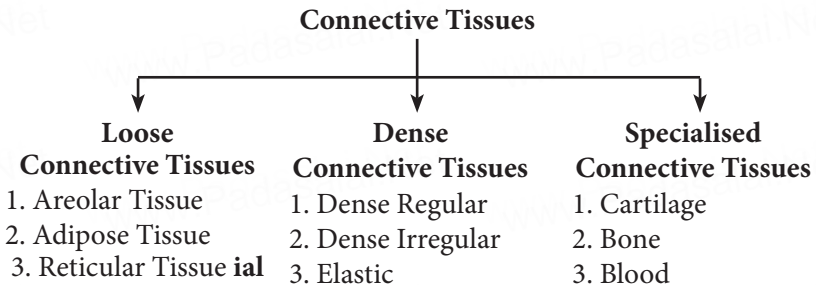 Connective Tissues
Loose
Connective Tissues
1. Areolar Tissue
2. Adipose Tissue
3. Reticular Tissue ial
Dense
Connective Tissues
1. Dense Regular
2. Dense Irregular
3. Elastic
Specialised
Connective Tissues
1. Cartilage
2. Bone
3. Blood